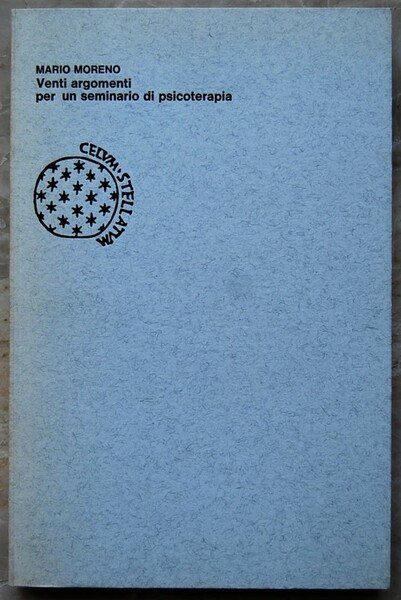 MARIO MORENO
Venti argomenti
per un seminario di psicoterapia
CELVM·STELLATVM